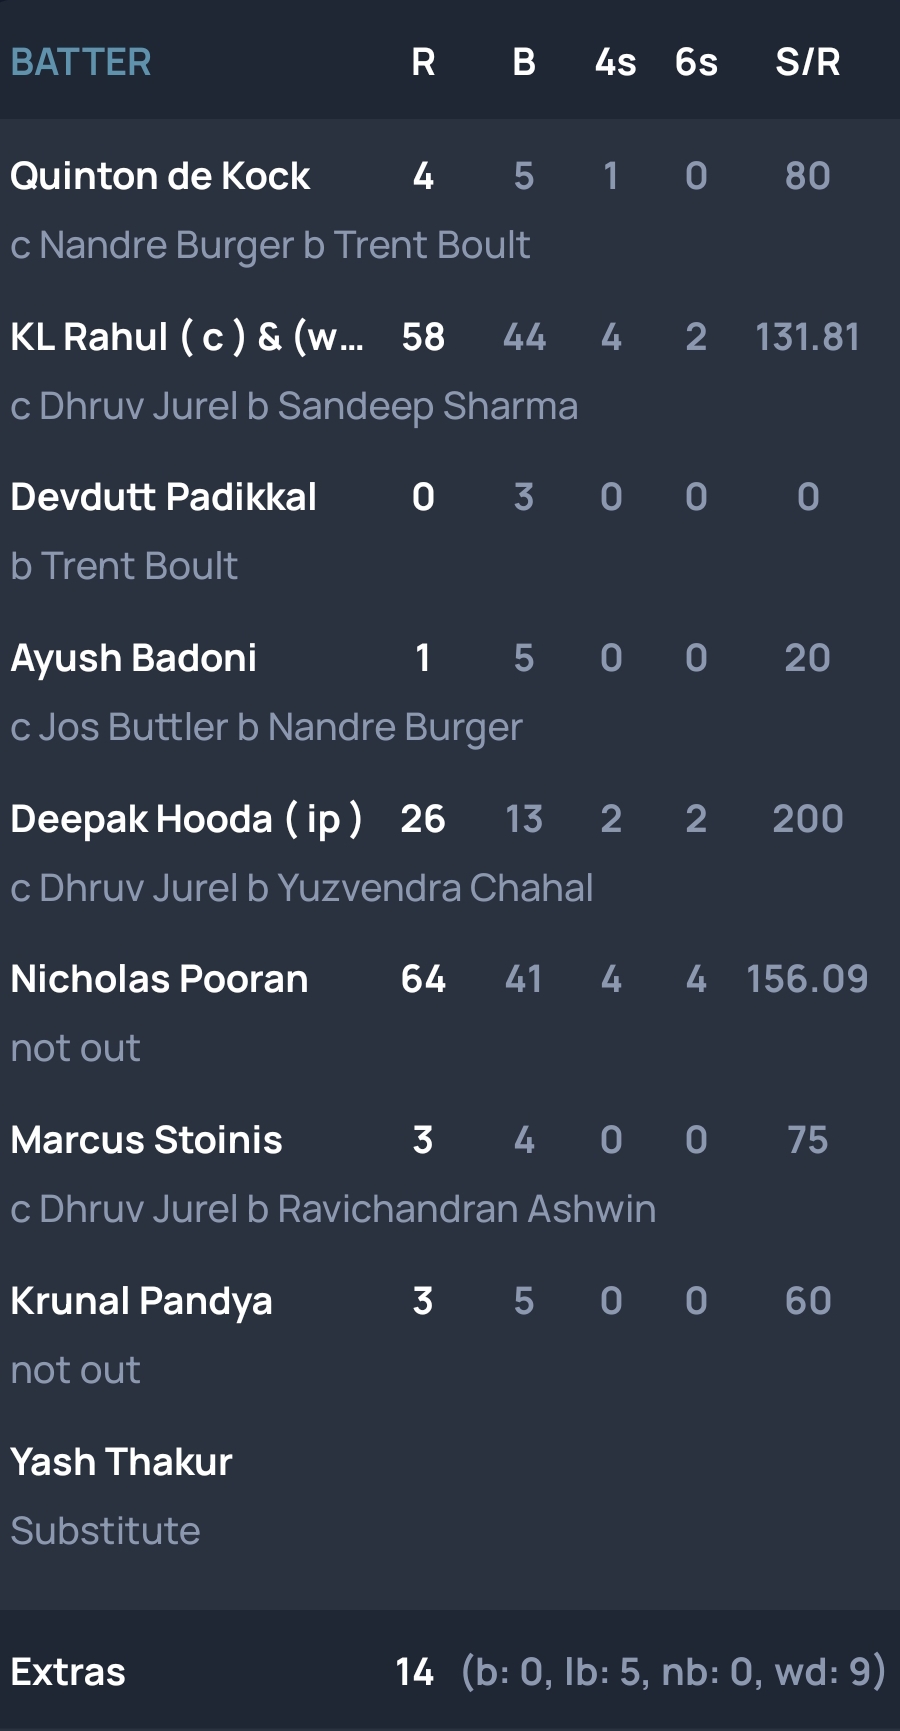 BATTER R B 4s 6s S/R
Quinton de Kock 4 5 1 0 80
c Nandre Burger b Trent Boult
KL Rahul ( c ) & (w... 58 44 4 2 131.81
c Dhruv Jurel b Sandeep Sharma
Devdutt Padikkal 0 3 0 0 0
b Trent Boult
Ayush Badoni 1 5 0 0 20
c Jos Buttler b Nandre Burger
Deepak Hooda ( ip ) 26 13 2 2 200
c Dhruv Jurel b Yuzvendra Chahal
Nicholas Pooran 64 41 4 4 156.09
not out
Marcus Stoinis 3 4 0 0 75
c Dhruv Jurel b Ravichandran Ashwin
Krunal Pandya 3 5 0 0 60
not out
Yash Thakur
Substitute
Extras 14 (b: 0, lb: 5, nb: 0, wd: 9)